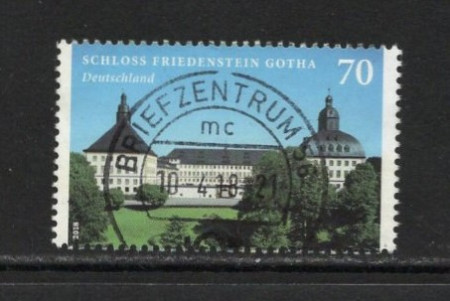 SCHLOSS FRIEDENSTEIN GOTHA 70
Deutschland
BRIEFZENTRUM
mc
10.4.18-21
2018